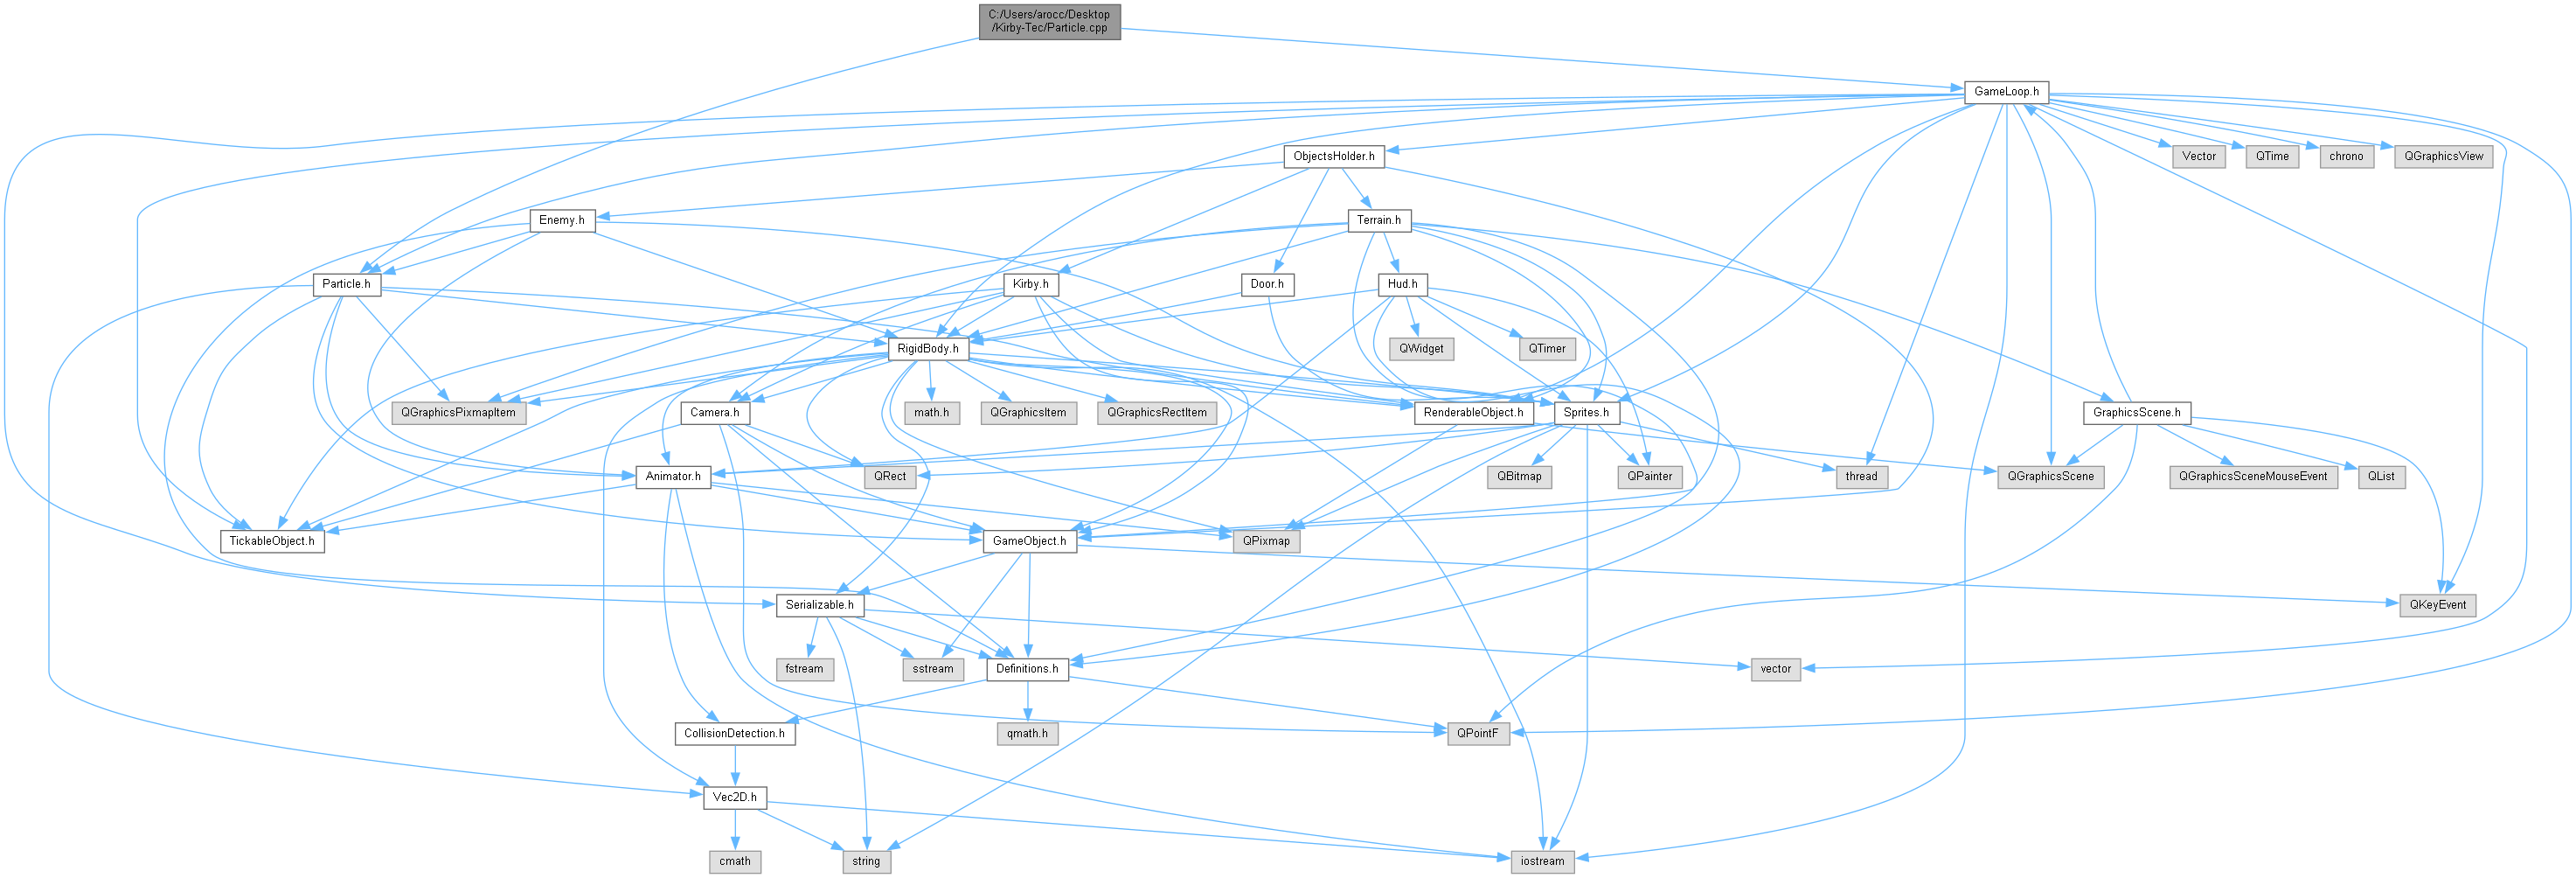 C:/Users/arocc/Desktop
/Kirby-Tec/Particle.cpp
GameLoop.h
ObjectsHolder.h
Vector
QTime
chrono
QGraphicsView
Enemy.h
Terrain.h
Particle.h
Kirby.h
Door.h
Hud.h
RigidBody.h
QWidget
QTimer
QGraphicsPixmapItem
Camera.h
math.h
QGraphicsItem
QGraphicsRectItem
RenderableObject.h
Sprites.h
GraphicsScene.h
Animator.h
QRect
QBitmap
QPainter
thread
QGraphicsScene
QGraphicsSceneMouseEvent
QList
TickableObject.h
GameObject.h
QPixmap
Serializable.h
QKeyEvent
fstream
sstream
Definitions.h
vector
CollisionDetection.h
qmath.h
QPointF
Vec2D.h
cmath
string
iostream